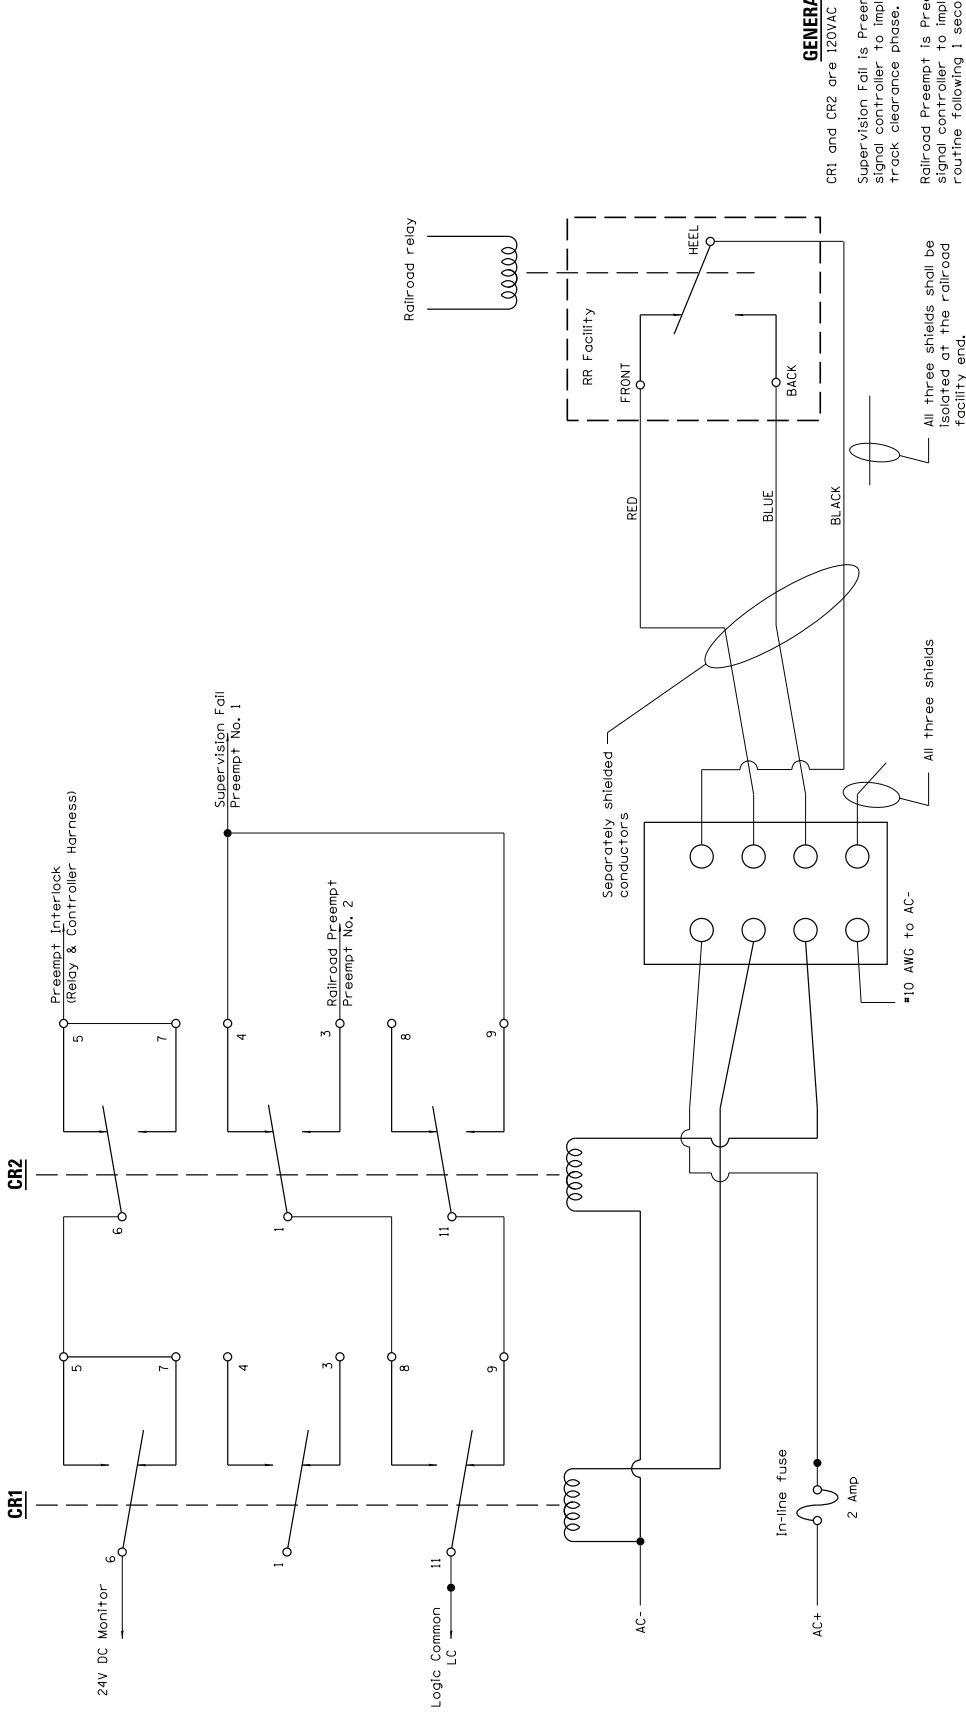 CR1
CR2
24V DC Monitor
6
5
7
6
5
7
Preempt Interlock
(Relay & Controller Harness)
1
4
3
1
4
3
Supervision Fail
Preempt No. 1
Railroad Preempt
Preempt No. 2
Logic Common
LC
11
8
9
11
8
9
Railroad relay
RR Facility
FRONT
HEEL
BACK
RED
BLUE
BLACK
Separately shielded
conductors
AC-
AC+
In-line fuse
2 Amp
#10 AWG to AC-
All three shields
All three shields shall be
isolated at the railroad
facility end.
GENERA
CR1 and CR2 are 120VAC
Supervision Fail is Preem
signal controller to impl
track clearance phase.
Railroad Preempt is Pree
signal controller to impl
routine following 1 seco